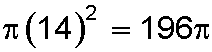 π(14)² = 196π